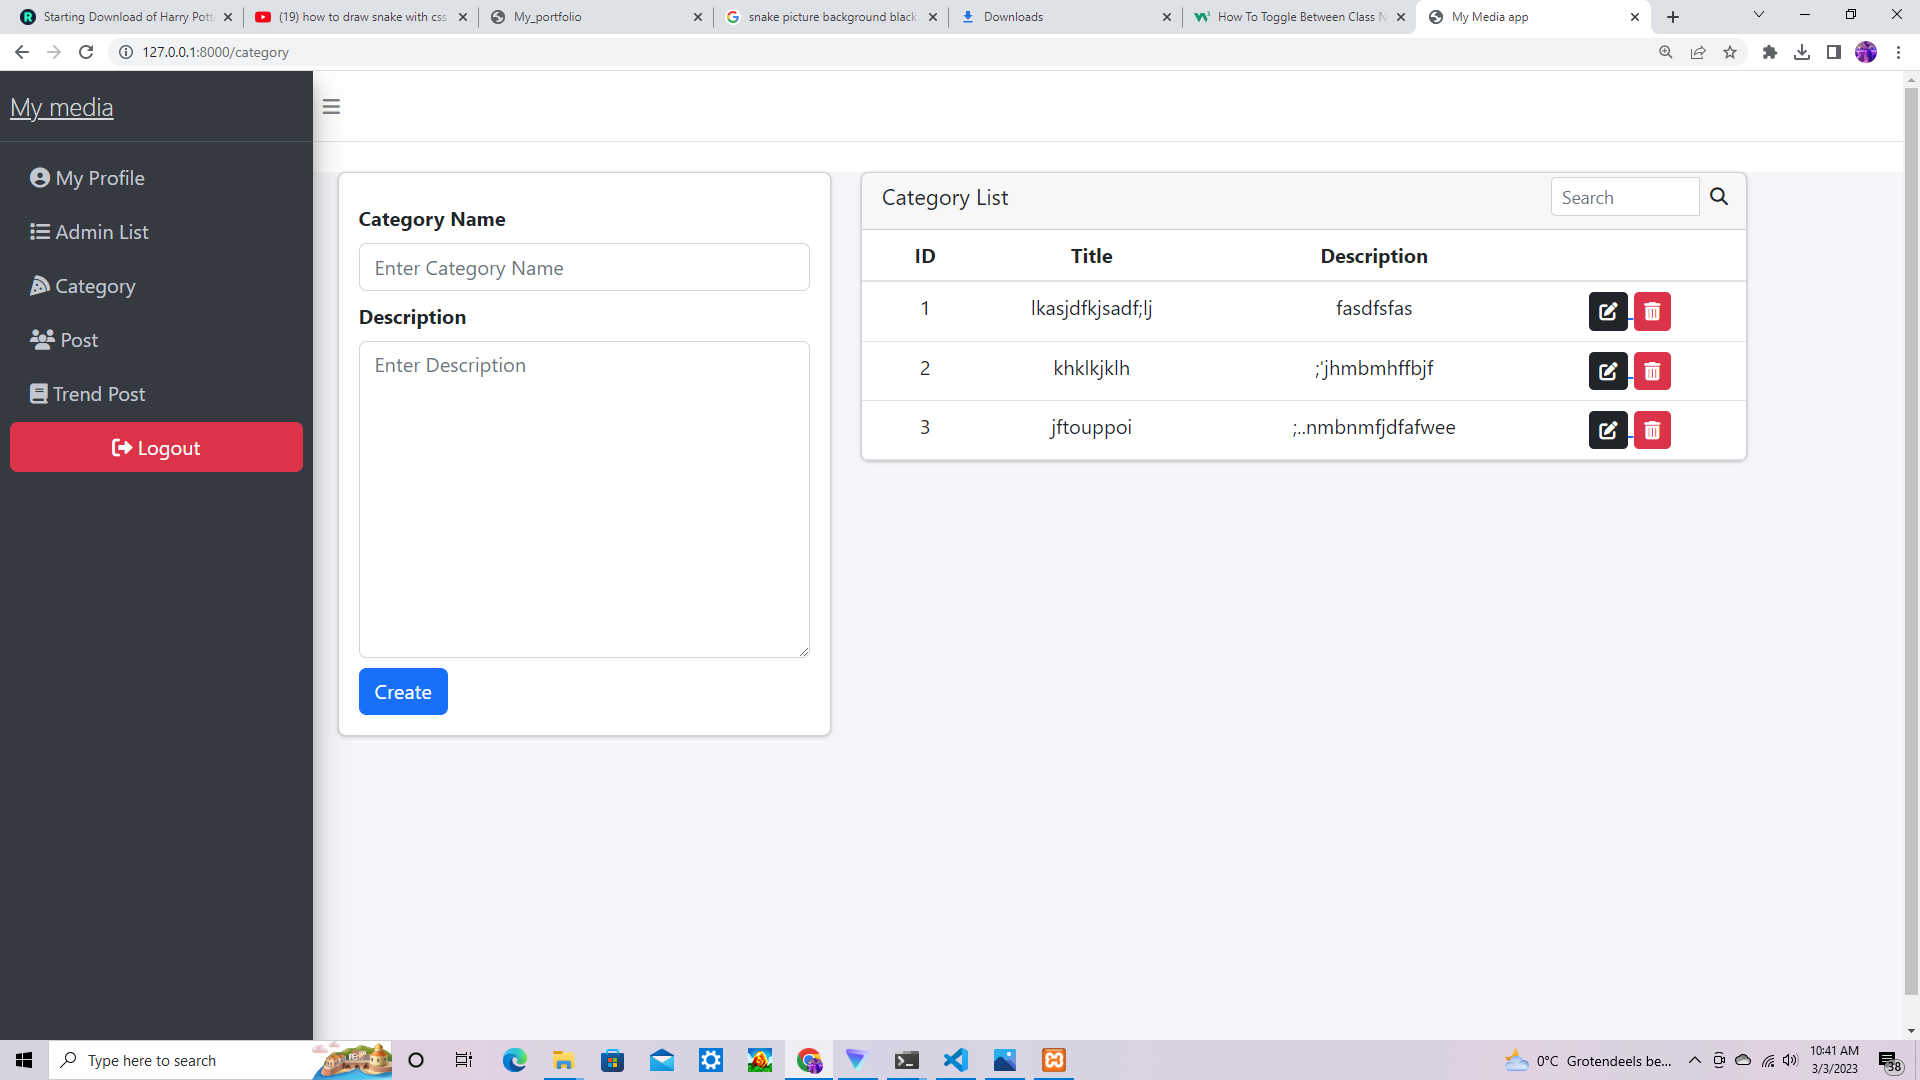 Starting Download of Harry Pott
(19) how to draw snake with css
My_portfolio
snake picture background black
Downloads
How To Toggle Between Class N
My Media app
127.0.0.1:8000/category
My media
My Profile
Admin List
Category
Post
Trend Post
Logout
Category Name
Enter Category Name
Description
Enter Description
Create
Category List
Search
ID Title Description
1 lkasjdfkjsadf;lj fasdfsfas
2 khklkjklh ;'jhmbmhffbjf
3 jftouppoi ;..nmbnmfjdfafwee
Type here to search
0°C Grotendeels be...
10:41 AM
3/3/2023
38